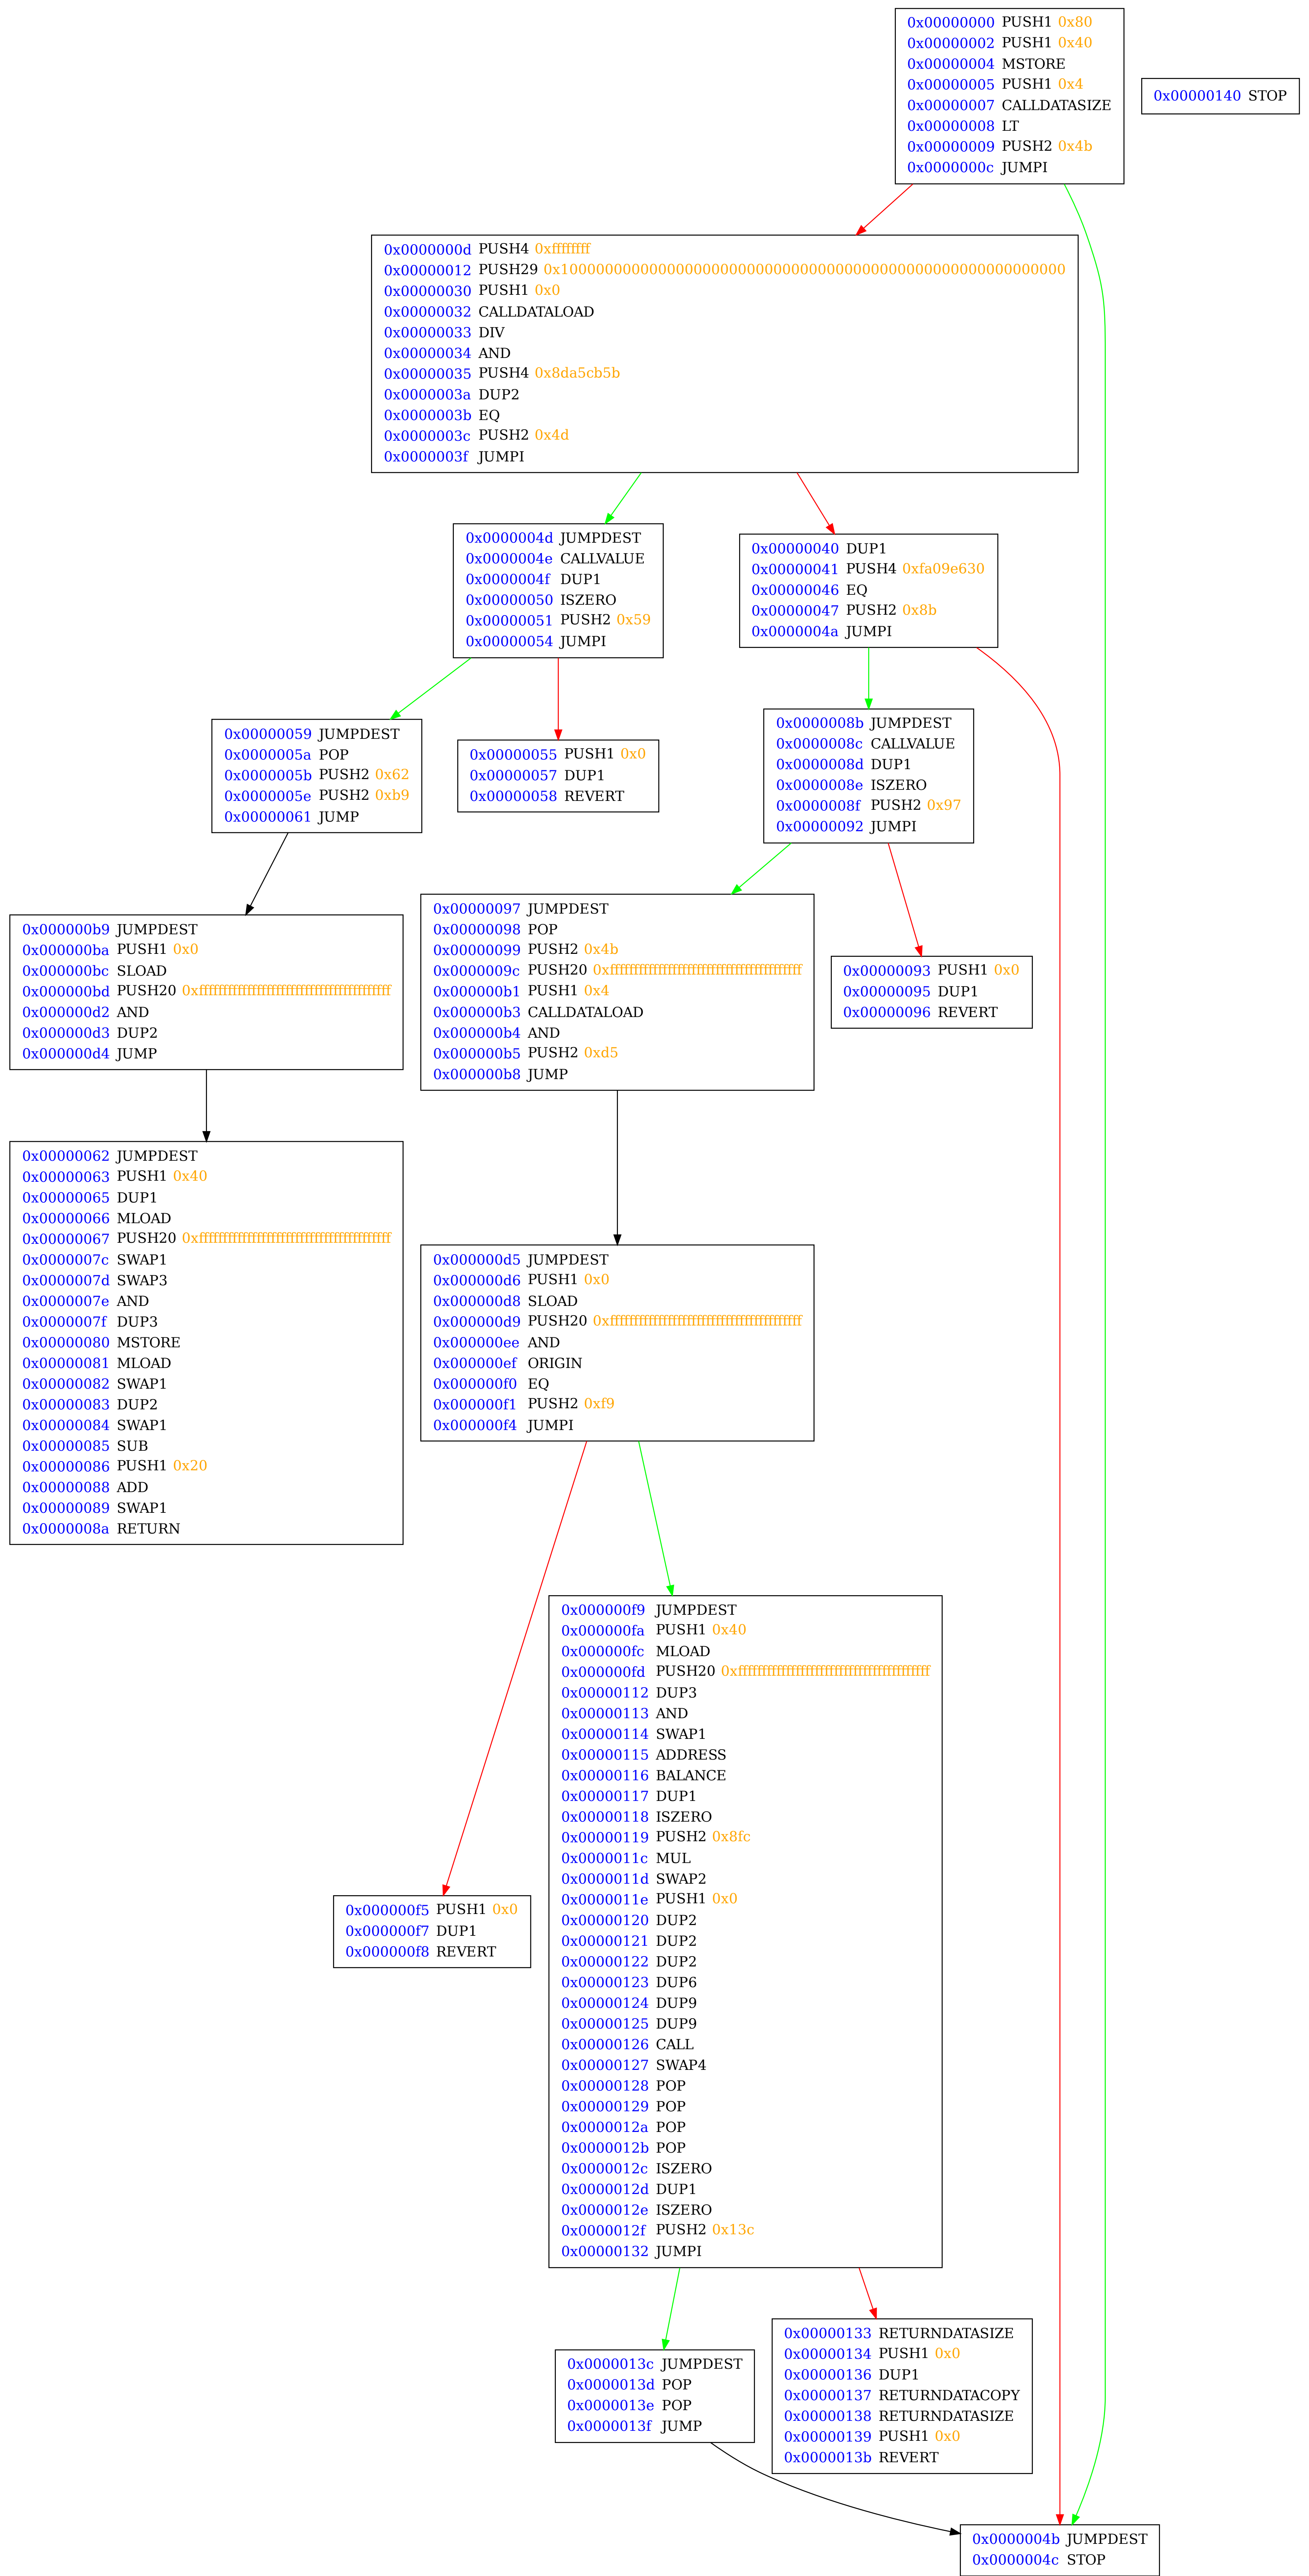 0x00000000 PUSH1 0x80
0x00000002 PUSH1 0x40
0x00000004 MSTORE
0x00000005 PUSH1 0x4
0x00000007 CALLDATASIZE
0x00000008 LT
0x00000009 PUSH2 0x4b
0x0000000c JUMPI
0x00000140 STOP
0x0000000d PUSH4 0xffffffff
0x00000012 PUSH29 0x100000000000000000000000000000000000000000000000000000000
0x00000030 PUSH1 0x0
0x00000032 CALLDATALOAD
0x00000033 DIV
0x00000034 AND
0x00000035 PUSH4 0x8da5cb5b
0x0000003a DUP2
0x0000003b EQ
0x0000003c PUSH2 0x4d
0x0000003f JUMPI
0x0000004d JUMPDEST
0x0000004e CALLVALUE
0x0000004f DUP1
0x00000050 ISZERO
0x00000051 PUSH2 0x59
0x00000054 JUMPI
0x00000040 DUP1
0x00000041 PUSH4 0xfa09e630
0x00000046 EQ
0x00000047 PUSH2 0x8b
0x0000004a JUMPI
0x00000059 JUMPDEST
0x0000005a POP
0x0000005b PUSH2 0x62
0x0000005e PUSH2 0xb9
0x00000061 JUMP
0x00000055 PUSH1 0x0
0x00000057 DUP1
0x00000058 REVERT
0x0000008b JUMPDEST
0x0000008c CALLVALUE
0x0000008d DUP1
0x0000008e ISZERO
0x0000008f PUSH2 0x97
0x00000092 JUMPI
0x000000b9 JUMPDEST
0x000000ba PUSH1 0x0
0x000000bc SLOAD
0x000000bd PUSH20 0xffffffffffffffffffffffffffffffffffffffff
0x000000d2 AND
0x000000d3 DUP2
0x000000d4 JUMP
0x00000097 JUMPDEST
0x00000098 POP
0x00000099 PUSH2 0x4b
0x0000009c PUSH20 0xffffffffffffffffffffffffffffffffffffffff
0x000000b1 PUSH1 0x4
0x000000b3 CALLDATALOAD
0x000000b4 AND
0x000000b5 PUSH2 0xd5
0x000000b8 JUMP
0x00000093 PUSH1 0x0
0x00000095 DUP1
0x00000096 REVERT
0x00000062 JUMPDEST
0x00000063 PUSH1 0x40
0x00000065 DUP1
0x00000066 MLOAD
0x00000067 PUSH20 0xffffffffffffffffffffffffffffffffffffffff
0x0000007c SWAP1
0x0000007d SWAP3
0x0000007e AND
0x0000007f DUP3
0x00000080 MSTORE
0x00000081 MLOAD
0x00000082 SWAP1
0x00000083 DUP2
0x00000084 SWAP1
0x00000085 SUB
0x00000086 PUSH1 0x20
0x00000088 ADD
0x00000089 SWAP1
0x0000008a RETURN
0x000000d5 JUMPDEST
0x000000d6 PUSH1 0x0
0x000000d8 SLOAD
0x000000d9 PUSH20 0xffffffffffffffffffffffffffffffffffffffff
0x000000ee AND
0x000000ef ORIGIN
0x000000f0 EQ
0x000000f1 PUSH2 0xf9
0x000000f4 JUMPI
0x000000f9 JUMPDEST
0x000000fa PUSH1 0x40
0x000000fc MLOAD
0x000000fd PUSH20 0xffffffffffffffffffffffffffffffffffffffff
0x00000112 DUP3
0x00000113 AND
0x00000114 SWAP1
0x00000115 ADDRESS
0x00000116 BALANCE
0x00000117 DUP1
0x00000118 ISZERO
0x00000119 PUSH2 0x8fc
0x0000011c MUL
0x0000011d SWAP2
0x0000011e PUSH1 0x0
0x00000120 DUP2
0x00000121 DUP2
0x00000122 DUP2
0x00000123 DUP6
0x00000124 DUP9
0x00000125 DUP9
0x00000126 CALL
0x00000127 SWAP4
0x00000128 POP
0x00000129 POP
0x0000012a POP
0x0000012b POP
0x0000012c ISZERO
0x0000012d DUP1
0x0000012e ISZERO
0x0000012f PUSH2 0x13c
0x00000132 JUMPI
0x000000f5 PUSH1 0x0
0x000000f7 DUP1
0x000000f8 REVERT
0x0000013c JUMPDEST
0x0000013d POP
0x0000013e POP
0x0000013f JUMP
0x00000133 RETURNDATASIZE
0x00000134 PUSH1 0x0
0x00000136 DUP1
0x00000137 RETURNDATACOPY
0x00000138 RETURNDATASIZE
0x00000139 PUSH1 0x0
0x0000013b REVERT
0x0000004b JUMPDEST
0x0000004c STOP